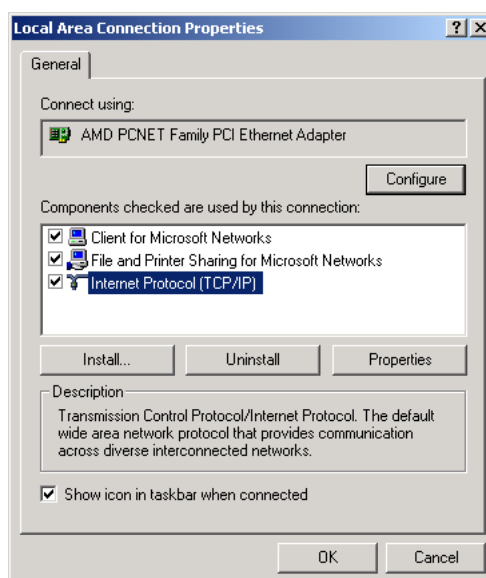 Local Area Connection Properties
General
Connect using:
AMD PCNET Family PCI Ethernet Adapter
Configure
Components checked are used by this connection:
Client for Microsoft Networks
File and Printer Sharing for Microsoft Networks
Internet Protocol (TCP/IP)
Install... Uninstall Properties
Description
Transmission Control Protocol/Internet Protocol. The default
wide area network protocol that provides communication
across diverse interconnected networks.
Show icon in taskbar when connected
OK Cancel